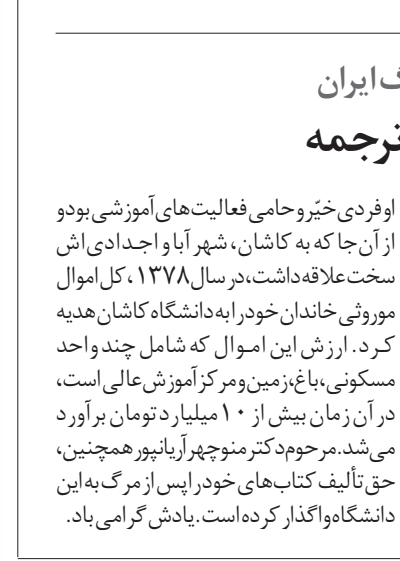 ایران
ترجمه
او فردی خیّر و حامی فعالیت‌های آموزشی بود و
از آن جا که به کاشان، شهر آبا و اجدادی اش
سخت علاقه داشت، در سال ۱۳۷۸، کل اموال
موروثی خاندان خود را به دانشگاه کاشان هدیه
کرد. ارزش این اموال که شامل چند واحد
مسکونی، باغ، زمین و مرکز آموزش عالی است،
در آن زمان بیش از ۱۰ میلیارد تومان برآورد
می‌شد. مرحوم دکتر منوچهر آریانپور همچنین،
حق تألیف کتاب‌های خود را پس از مرگ به این
دانشگاه واگذار کرده است. یادش گرامی باد.